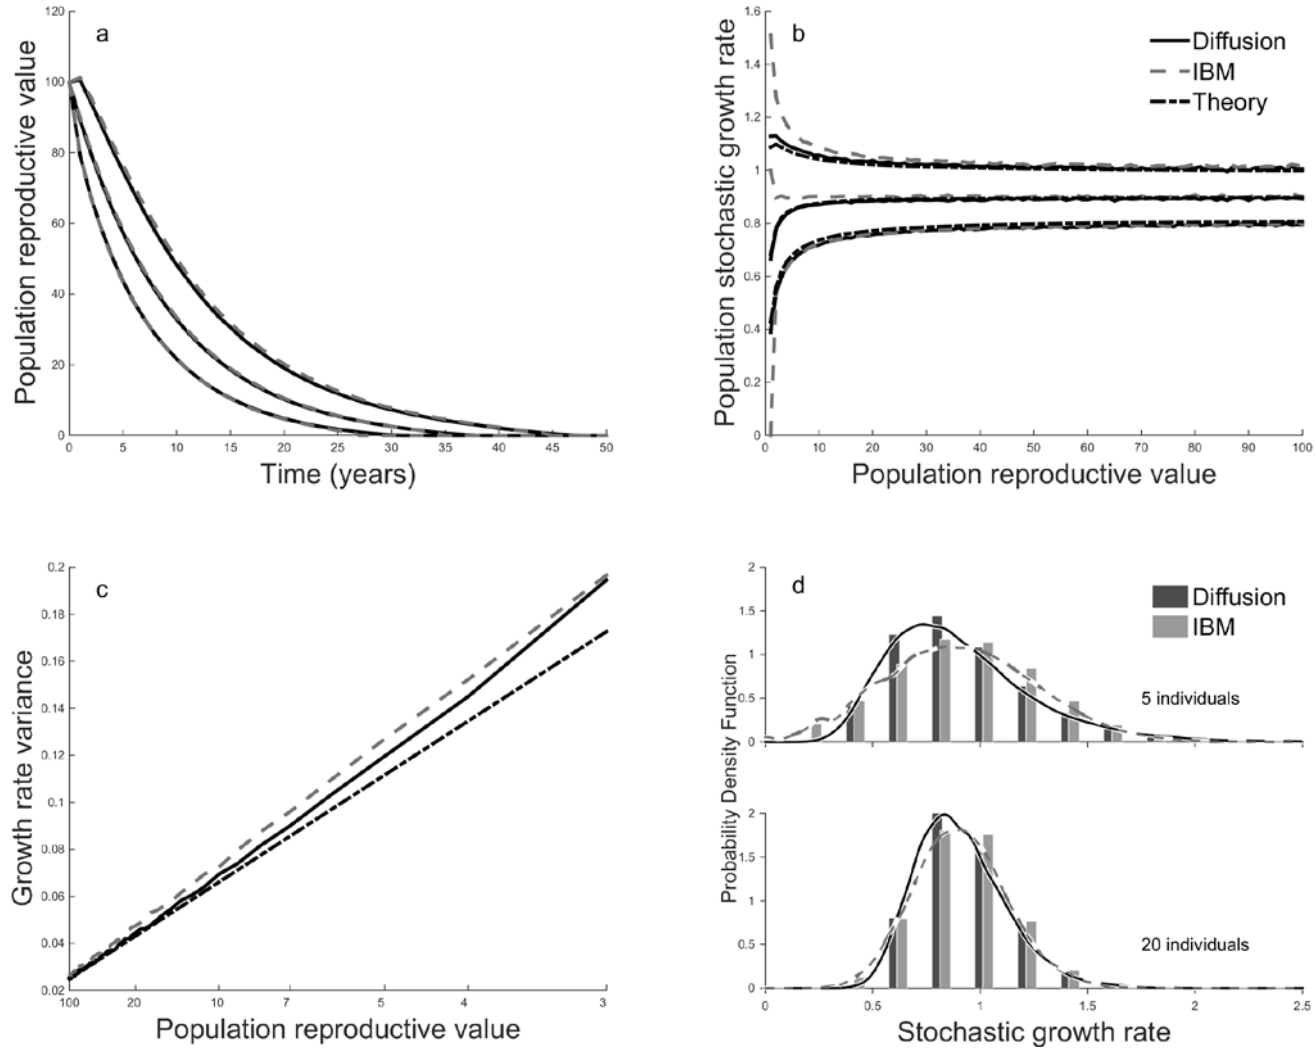 a
120
100
80
60
40
20
0
0 5 10 15 20 25 30 35 40 45 50
Population reproductive value
Time (years)
b
1.6
1.4
1.2
1
0.8
0.6
0.4
0.2
0
10 20 30 40 50 60 70 80 90 100
Population stochastic growth rate
Population reproductive value
Diffusion
IBM
Theory
c
0.2
0.18
0.16
0.14
0.12
0.1
0.08
0.06
0.04
0.02
100 20 10 7 5 4 3
Growth rate variance
Population reproductive value
d
2
1.5
1
0.5
0
Diffusion
IBM
5 individuals
2
1.5
1
0.5
0
20 individuals
0 0.5 1 1.5 2 2.5
Probability Density Function
Stochastic growth rate